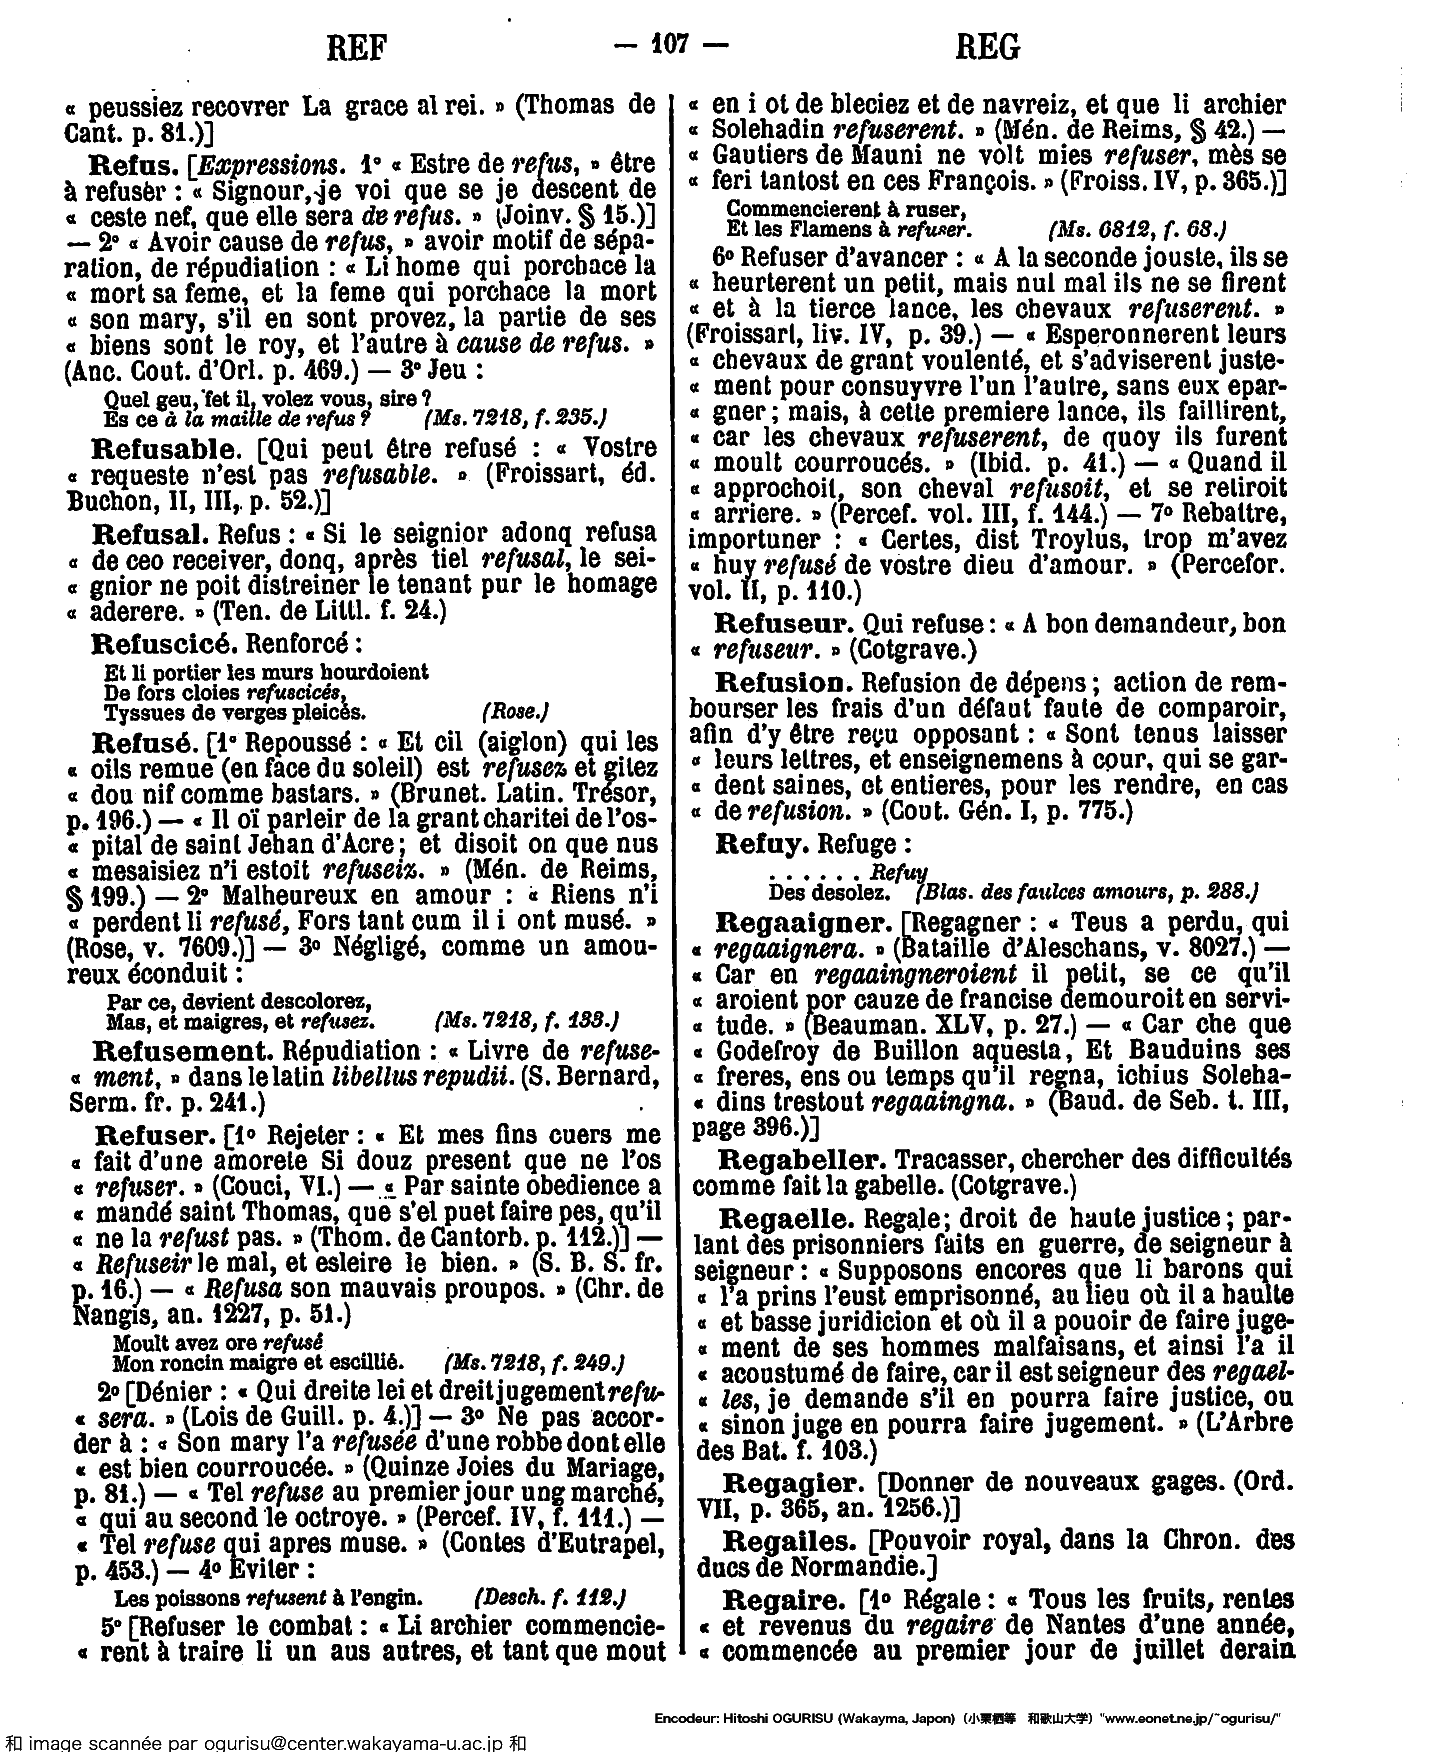 REF — 107 — REG
« peussiez recovrer La grace al rei. » (Thomas de
Cant. p. 81.)]
Refus. [Expressions. 1° « Estre de refus, » être
à refuser : « Signour, je voi que se je descent de
« ceste nef, que elle sera de refus. » (Joinv. § 15.)]
— 2° « Avoir cause de refus, » avoir motif de sépa-
ration, de répudiation : « Li home qui porchace la
« mort sa feme, et la feme qui porchace la mort
« son mary, s'il en sont provez, la partie de ses
« biens sont le roy, et l'autre à cause de refus. »
(Anc. Cout. d'Orl. p. 469.) — 3° Jeu :
Quel geu, fet il, volez vous, sire ?
Es ce à la maille de refus ? (Ms. 7218, f. 235.)
Refusable. [Qui peut être refusé : « Vostre
« requeste n'est pas refusable. » (Froissart, éd.
Buchon, II, III, p. 52.)]
Refusal. Refus : « Si le seignior adonq refusa
« de ceo receiver, donq, après tiel refusal, le sei-
« gnior ne poit distreiner le tenant pur le homage
« aderere. » (Ten. de Littl. f. 24.)
Refuscicé. Renforcé :
Et li portier les murs hourdoient
De fors cloies refuscicés,
Tyssues de verges pleicés. (Rose.)
Refusé. [1° Repoussé : « Et cil (aiglon) qui les
« oils remue (en face du soleil) est refusez et gitez
« dou nif comme bastars. » (Brunet. Latin. Trésor,
p. 196.) — « Il oï parleir de la grant charitei de l'os-
« pital de saint Jehan d'Acre ; et disoit on que nus
« mesaisiez n'i estoit refuseiz. » (Mén. de Reims,
§ 199.) — 2° Malheureux en amour : « Riens n'i
« perdent li refusé, Fors tant cum il i ont musé. »
(Rose, v. 7609.)] — 3° Négligé, comme un amou-
reux éconduit :
Par ce, devient descolorez,
Mas, et maigres, et refusez. (Ms. 7218, f. 133.)
Refusement. Répudiation : « Livre de refuse-
« ment, » dans le latin libellus repudii. (S. Bernard,
Serm. fr. p. 241.)
Refuser. [1° Rejeter : « Et mes fins cuers me
« fait d'une amorete Si douz present que ne l'os
« refuser. » (Couci, VI.) — « Par sainte obedience a
« mandé saint Thomas, que s'el puet faire pes, qu'il
« ne la refust pas. » (Thom. de Cantorb. p. 112.)] —
« Refuseir le mal, et esleire le bien. » (S. B. S. fr.
p. 16.) — « Refusa son mauvais proupos. » (Chr. de
Nangis, an. 1227, p. 51.)
Moult avez ore refusé
Mon roncin maigre et escillié. (Ms. 7218, f. 249.)
2° [Dénier : « Qui dreite lei et dreit jugement refu-
« sera. » (Lois de Guill. p. 4.)] — 3° Ne pas accor-
der à : « Son mary l'a refusée d'une robbe dont elle
« est bien courroucée. » (Quinze Joies du Mariage,
p. 81.) — « Tel refuse au premier jour ung marché,
« qui au second le octroye. » (Percef. IV, f. 111.) —
« Tel refuse qui apres muse. » (Contes d'Eutrapel,
p. 453.) — 4° Eviter :
Les poissons refusent à l'engin. (Desch. f. 112.)
5° [Refuser le combat : « Li archier commencie-
« rent à traire li un aus autres, et tant que mout
« en i ot de bleciez et de navreiz, et que li archier
« Solehadin refuserent. » (Mén. de Reims, § 42.) —
« Gautiers de Mauni ne volt mies refuser, mès se
« feri tantost en ces François. » (Froiss. IV, p. 365.)]
Commencierent à ruser,
Et les Flamens à refuser. (Ms. 6812, f. 68.)
6° Refuser d'avancer : « A la seconde jouste, ils se
« heurterent un petit, mais nul mal ils ne se firent
« et à la tierce lance, les chevaux refuserent. »
(Froissart, liv. IV, p. 39.) — « Esperonnerent leurs
« chevaux de grant voulenté, et s'adviserent juste-
« ment pour consuyvre l'un l'autre, sans eux epar-
« gner ; mais, à cette premiere lance, ils faillirent,
« car les chevaux refuserent, de quoy ils furent
« moult courroucés. » (Ibid. p. 41.) — « Quand il
« approchoit, son cheval refusoit, et se retiroit
« arriere. » (Percef. vol. III, f. 144.) — 7° Rebattre,
importuner : « Certes, dist Troylus, trop m'avez
« huy refusé de vostre dieu d'amour. » (Percefor.
vol. II, p. 110.)
Refuseur. Qui refuse : « A bon demandeur, bon
« refuseur. » (Cotgrave.)
Refusion. Refusion de dépens ; action de rem-
bourser les frais d'un défaut faute de comparoir,
afin d'y être reçu opposant : « Sont tenus laisser
« leurs lettres, et enseignemens à cour, qui se gar-
« dent saines, et entieres, pour les rendre, en cas
« de refusion. » (Cout. Gén. I, p. 775.)
Refuy. Refuge :
. . . . . . Refuy
Des desolez. (Blas. des faulces amours, p. 288.)
Regaaigner. [Regagner : « Teus a perdu, qui
« regaaignera. » (Bataille d'Aleschans, v. 8027.) —
« Car en regaaingneroient il petit, se ce qu'il
« aroient por cauze de francise demouroit en servi-
« tude. » (Beauman. XLV, p. 27.) — « Car che que
« Godefroy de Buillon aquesta, Et Bauduins ses
« freres, ens ou temps qu'il regna, ichius Soleha-
« dins trestout regaaingna. » (Baud. de Seb. t. III,
page 396.)]
Regabeller. Tracasser, chercher des difficultés
comme fait la gabelle. (Cotgrave.)
Regaelle. Regale ; droit de haute justice ; par-
lant des prisonniers faits en guerre, de seigneur à
seigneur : « Supposons encores que li barons qui
« l'a prins l'eust emprisonné, au lieu où il a haulte
« et basse juridicion et où il a pouoir de faire juge-
« ment de ses hommes malfaisans, et ainsi l'a il
« acoustumé de faire, car il est seigneur des regael-
« les, je demande s'il en pourra faire justice, ou
« sinon juge en pourra faire jugement. » (L'Arbre
des Bat. f. 103.)
Regagier. [Donner de nouveaux gages. (Ord.
VII, p. 365, an. 1256.)]
Regailes. [Pouvoir royal, dans la Chron. des
ducs de Normandie.]
Regaire. [1° Régale : « Tous les fruits, rentes
« et revenus du regaire de Nantes d'une année,
« commencée au premier jour de juillet derain
Encodeur: Hitoshi OGURISU (Wakayma, Japon) (小栗栖等 和歌山大学) "www.eonet.ne.jp/~ogurisu/"
和 image scannée par ogurisu@center.wakayama-u.ac.jp 和